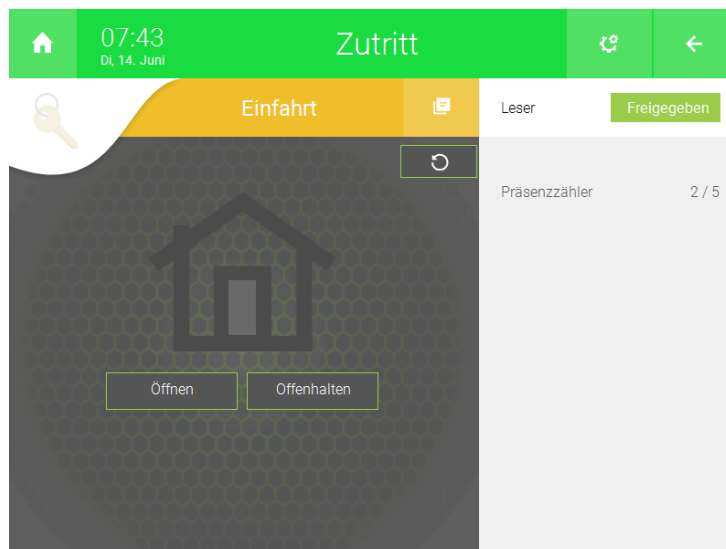 07:43
Di, 14. Juni
Zutritt
Einfahrt
Leser
Freigegeben
Präsenzzähler
2 / 5
Öffnen
Offenhalten